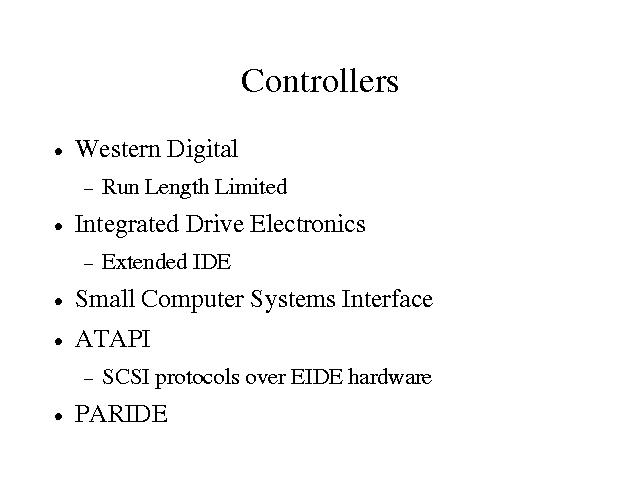 Controllers
• Western Digital
– Run Length Limited
• Integrated Drive Electronics
– Extended IDE
• Small Computer Systems Interface
• ATAPI
– SCSI protocols over EIDE hardware
• PARIDE